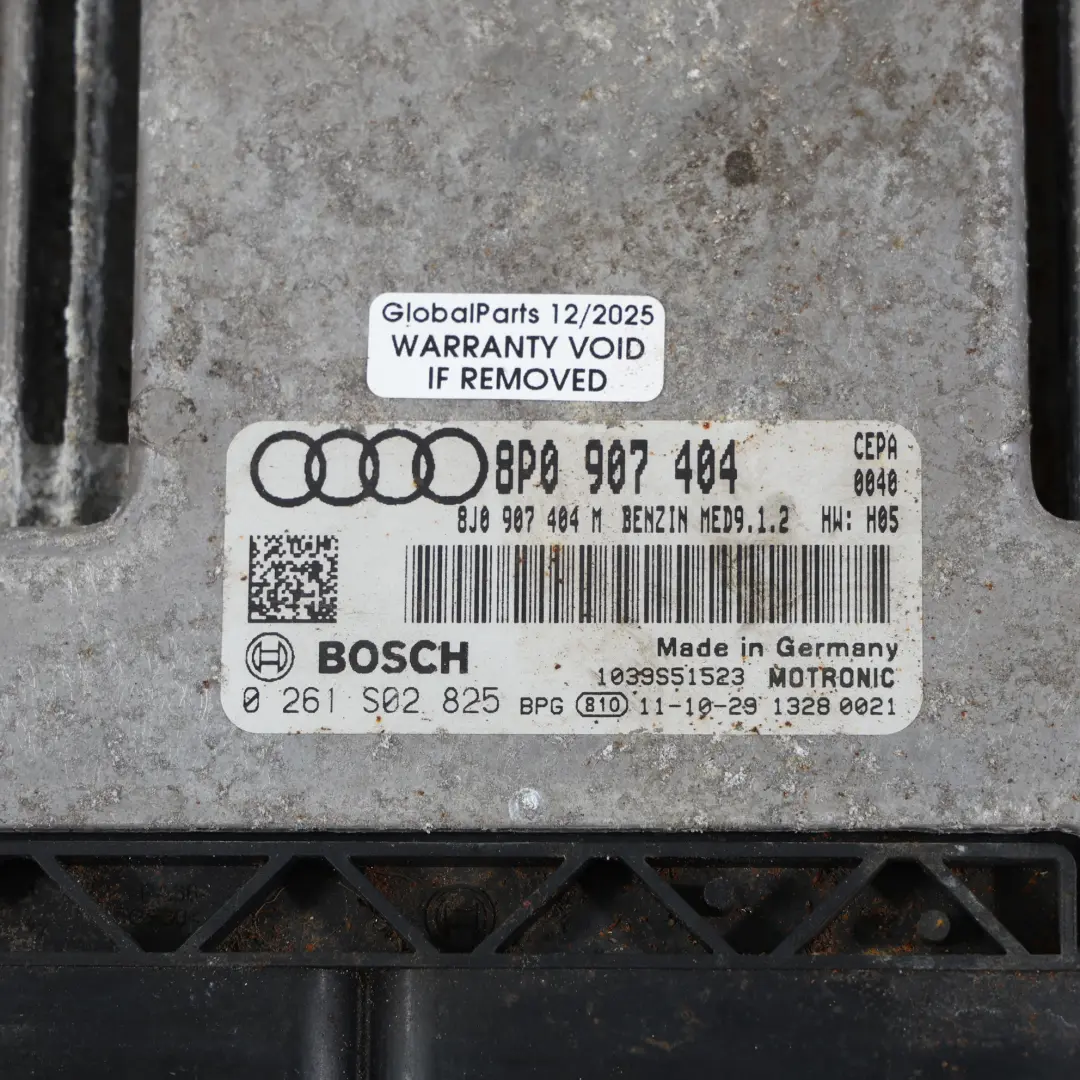 GlobalParts 12/2025
WARRANTY VOID
IF REMOVED
8P0 907 404
CEPA
0040
8J0 907 404 M BENZIN MED9.1.2 HW: H05
BOSCH
Made in Germany
1039S51523 MOTRONIC
0 261 S02 825 BPG 810 11-10-29 1328 0021